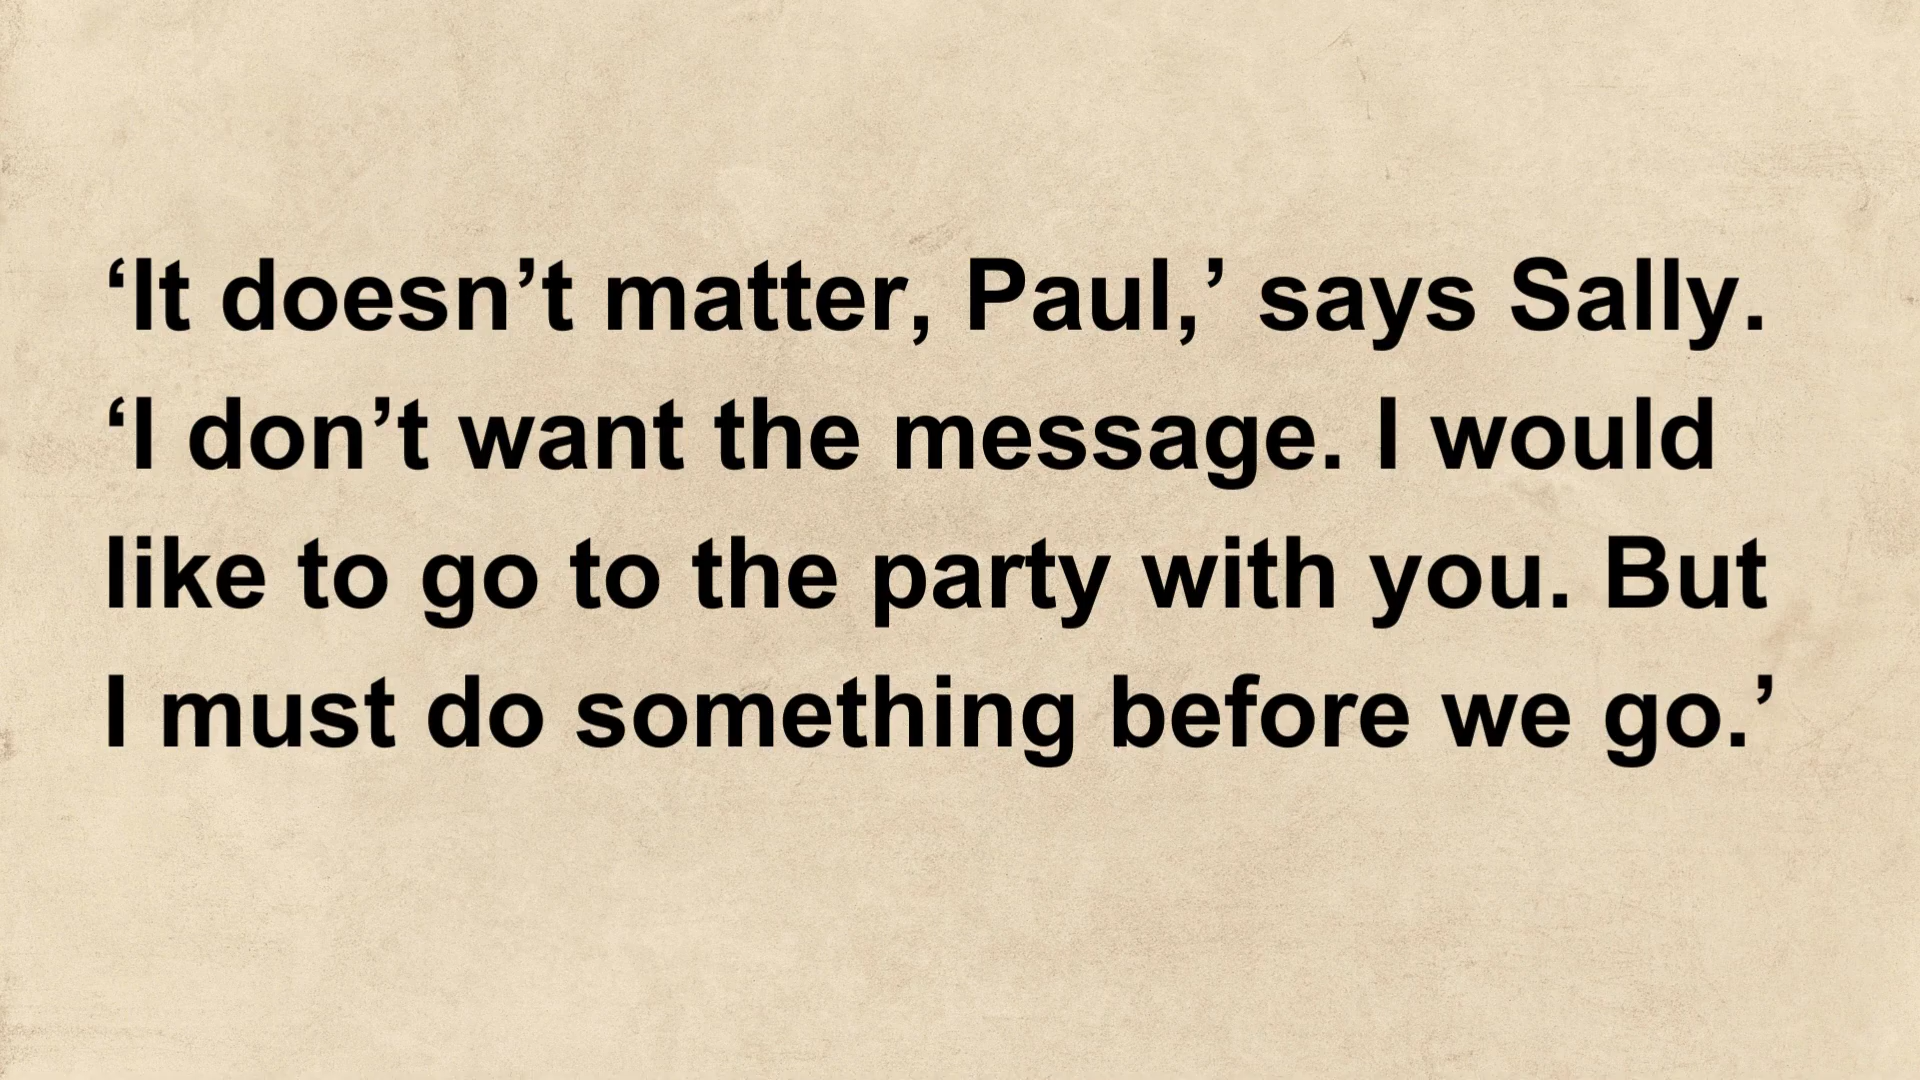 ‘It doesn’t matter, Paul,’ says Sally.
‘I don’t want the message. I would
like to go to the party with you. But
I must do something before we go.’